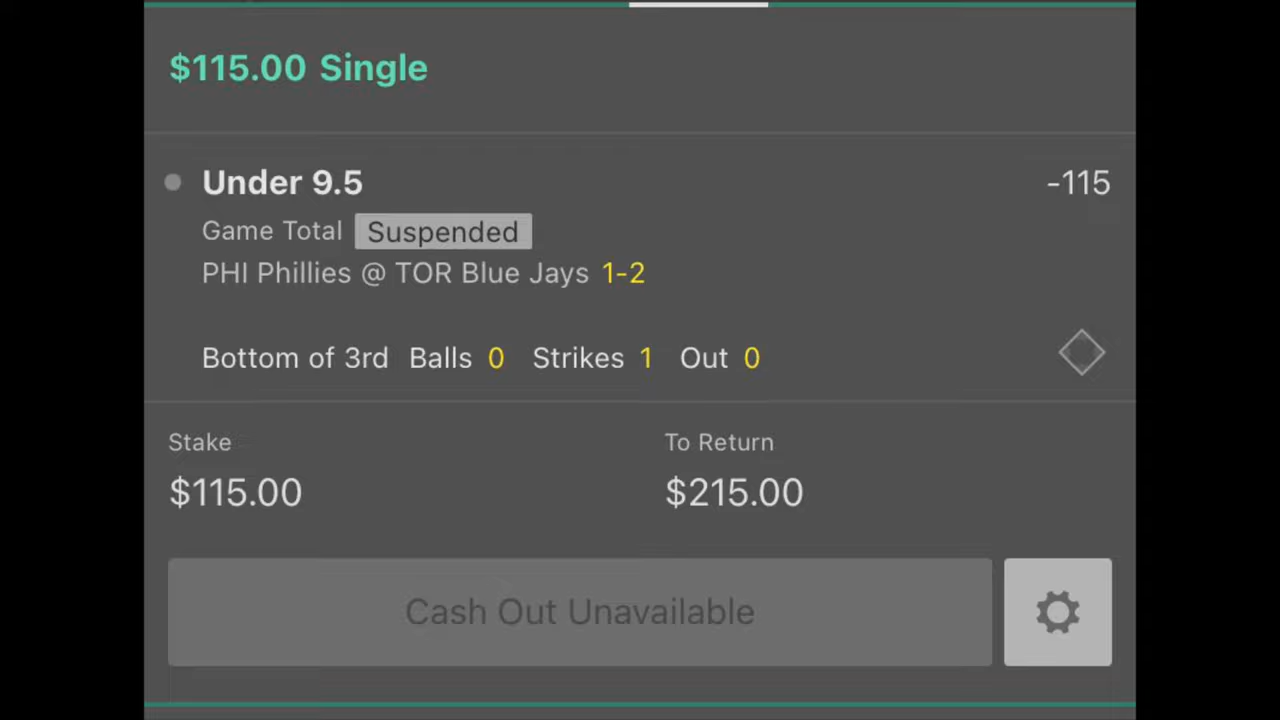 $115.00 Single
Under 9.5 -115
Game Total Suspended
PHI Phillies @ TOR Blue Jays 1-2
Bottom of 3rd Balls 0 Strikes 1 Out 0
Stake To Return
$115.00 $215.00
Cash Out Unavailable